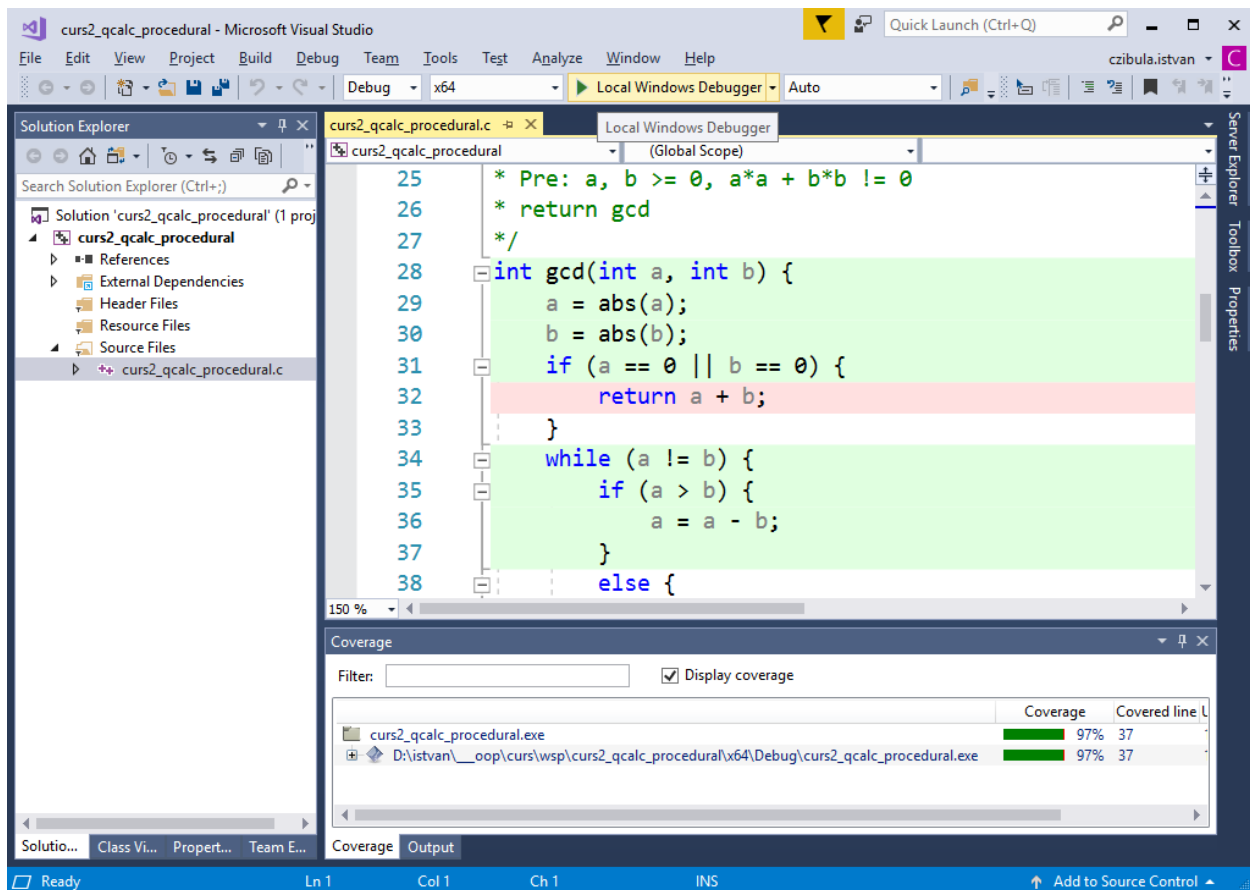 curs2_qcalc_procedural - Microsoft Visual Studio
Quick Launch (Ctrl+Q)
File Edit View Project Build Debug Team Tools Test Analyze Window Help
czibula.istvan C
Debug x64 Local Windows Debugger Auto
Solution Explorer
Search Solution Explorer (Ctrl+;)
Solution 'curs2_qcalc_procedural' (1 proj
curs2_qcalc_procedural
References
External Dependencies
Header Files
Resource Files
Source Files
curs2_qcalc_procedural.c
Soluti... Class Vi... Propert... Team E...
curs2_qcalc_procedural.c
Local Windows Debugger
curs2_qcalc_procedural (Global Scope)
25 * Pre: a, b >= 0, a*a + b*b != 0
26 * return gcd
27 */
28 int gcd(int a, int b) {
29 a = abs(a);
30 b = abs(b);
31 if (a == 0 || b == 0) {
32 return a + b;
33 }
34 while (a != b) {
35 if (a > b) {
36 a = a - b;
37 }
38 else {
150 %
Coverage
Filter: Display coverage
Coverage Covered line
curs2_qcalc_procedural.exe 97% 37
D:\istvan\__oop\curs\wsp\curs2_qcalc_procedural\x64\Debug\curs2_qcalc_procedural.exe 97% 37
Coverage Output
Server Explorer
Toolbox
Properties
Ready Ln 1 Col 1 Ch 1 INS Add to Source Control